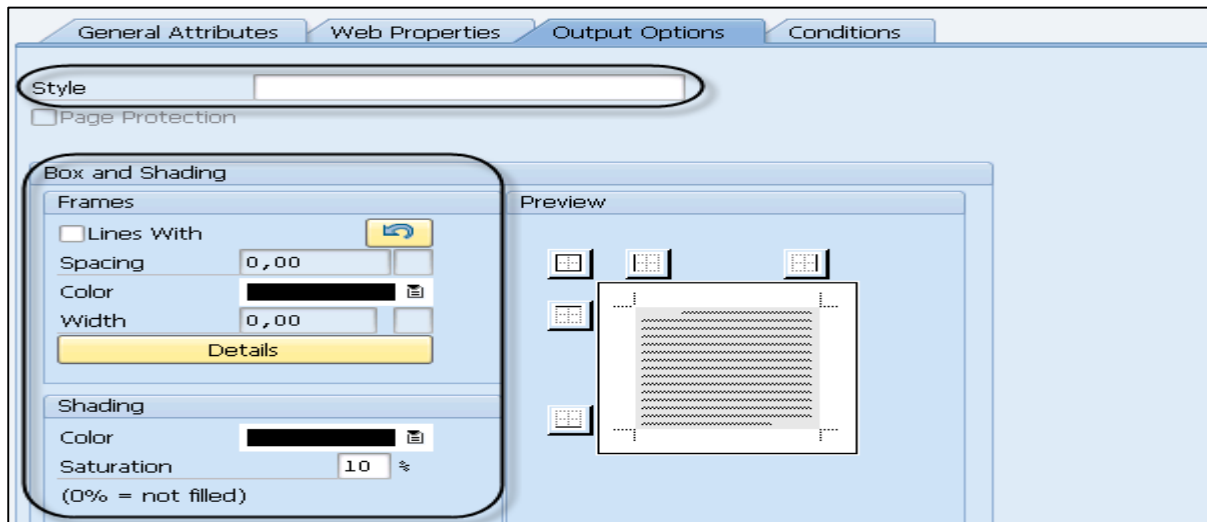 General Attributes Web Properties Output Options Conditions
Style
Page Protection
Box and Shading
Frames
Preview
Lines With
Spacing 0,00
Color
Width 0,00
Details
Shading
Color
Saturation 10 %
(0% = not filled)